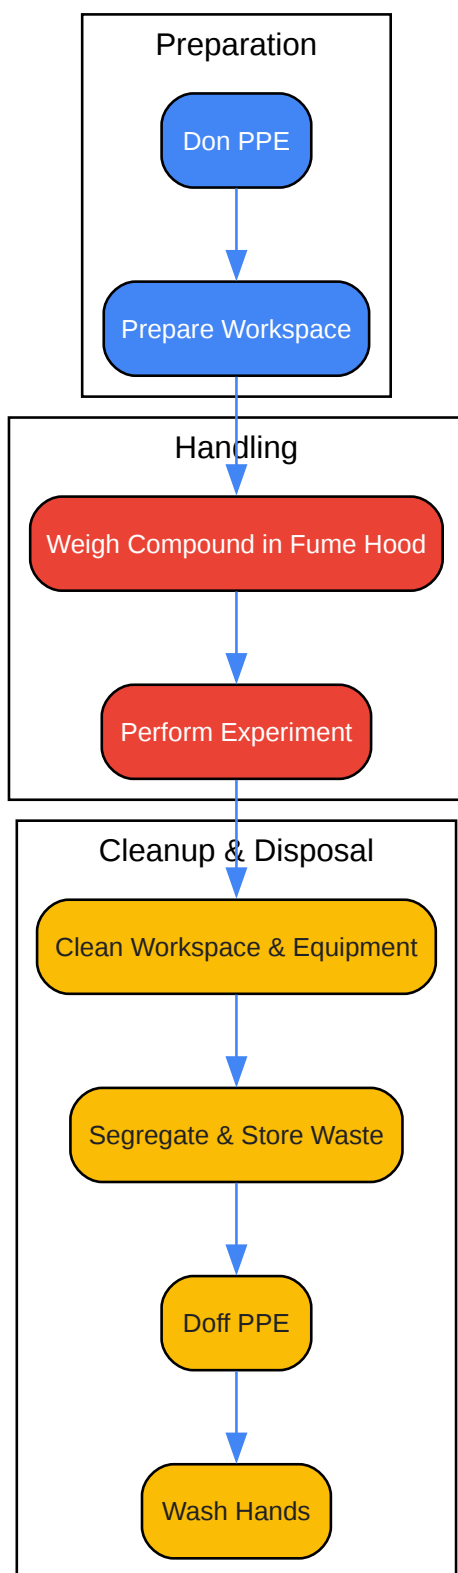 Preparation
Don PPE
Prepare Workspace
Handling
Weigh Compound in Fume Hood
Perform Experiment
Cleanup & Disposal
Clean Workspace & Equipment
Segregate & Store Waste
Doff PPE
Wash Hands